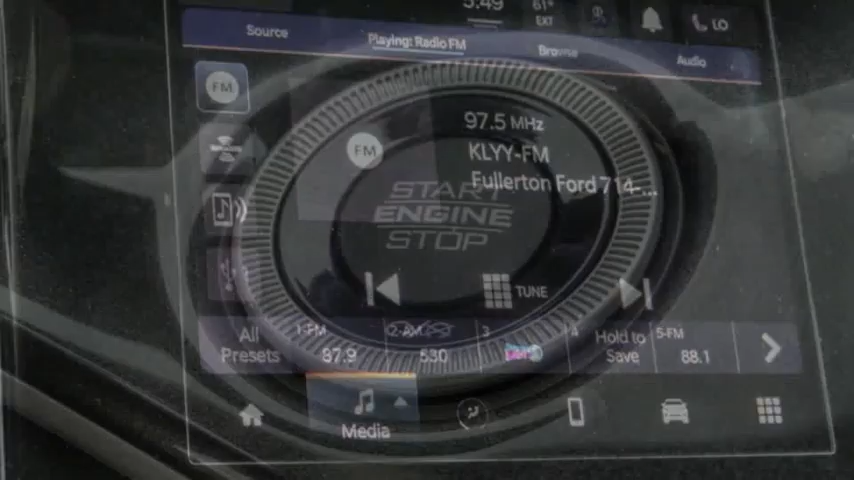 5:49
61°
EXT
LO
Source
Playing: Radio FM
Browse
Audio
FM
97.5 MHz
FM
KLYY-FM
Fullerton Ford 714-...
START
ENGINE
STOP
TUNE
All
Presets
1-FM
87.9
2-AM
530
3
4
Hold to
Save
5-FM
88.1
Media